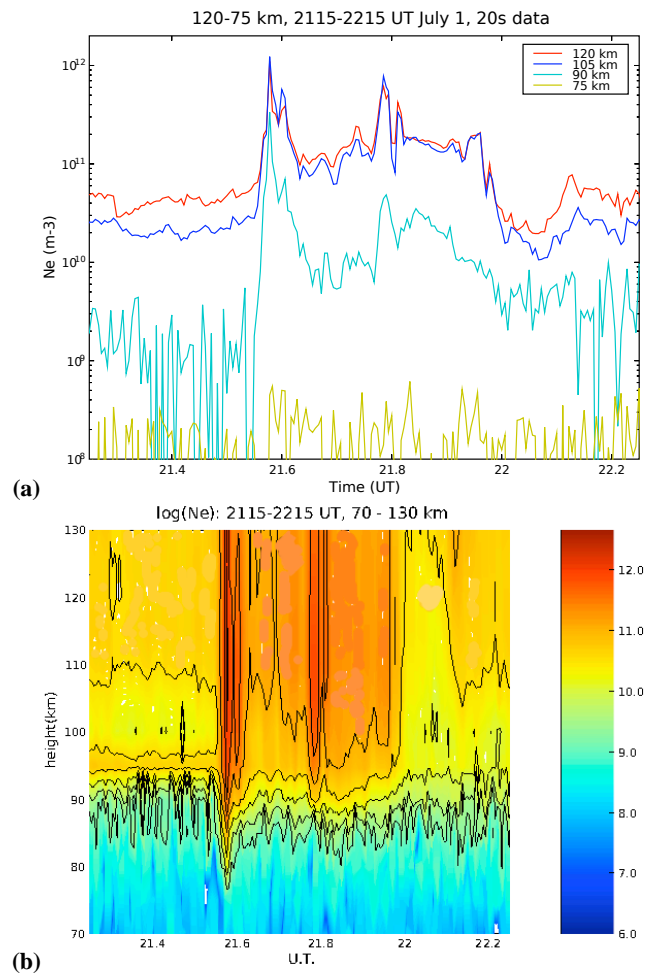 120-75 km, 2115-2215 UT July 1, 20s data
120 km
105 km
90 km
75 km
10^12
10^11
10^10
10^9
10^8
Ne (m-3)
21.4 21.6 21.8 22 22.2
Time (UT)
(a)
log(Ne): 2115-2215 UT, 70 - 130 km
130
120
110
100
90
80
70
height(km)
21.4 21.6 21.8 22 22.2
U.T.
12.0
11.0
10.0
9.0
8.0
7.0
6.0
(b)